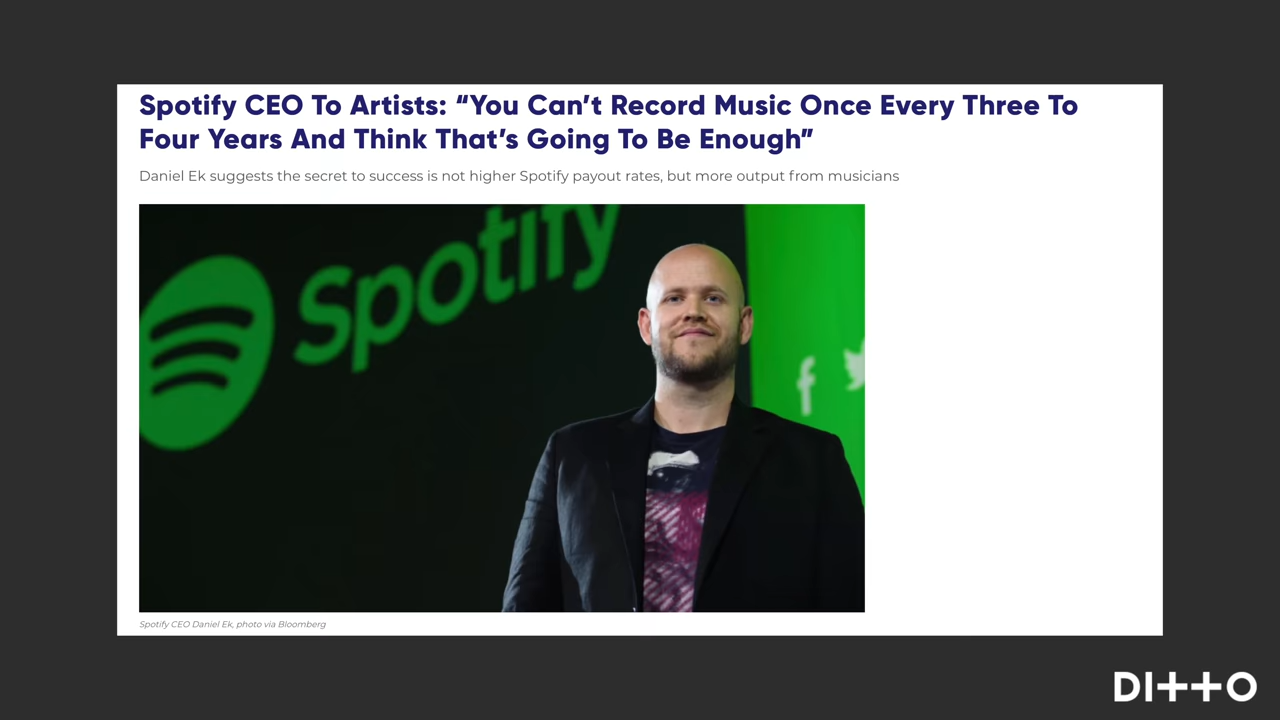 Spotify CEO To Artists: “You Can’t Record Music Once Every Three To
Four Years And Think That’s Going To Be Enough”
Daniel Ek suggests the secret to success is not higher Spotify payout rates, but more output from musicians
Spotify
f
Spotify CEO Daniel Ek, photo via Bloomberg
DITTO